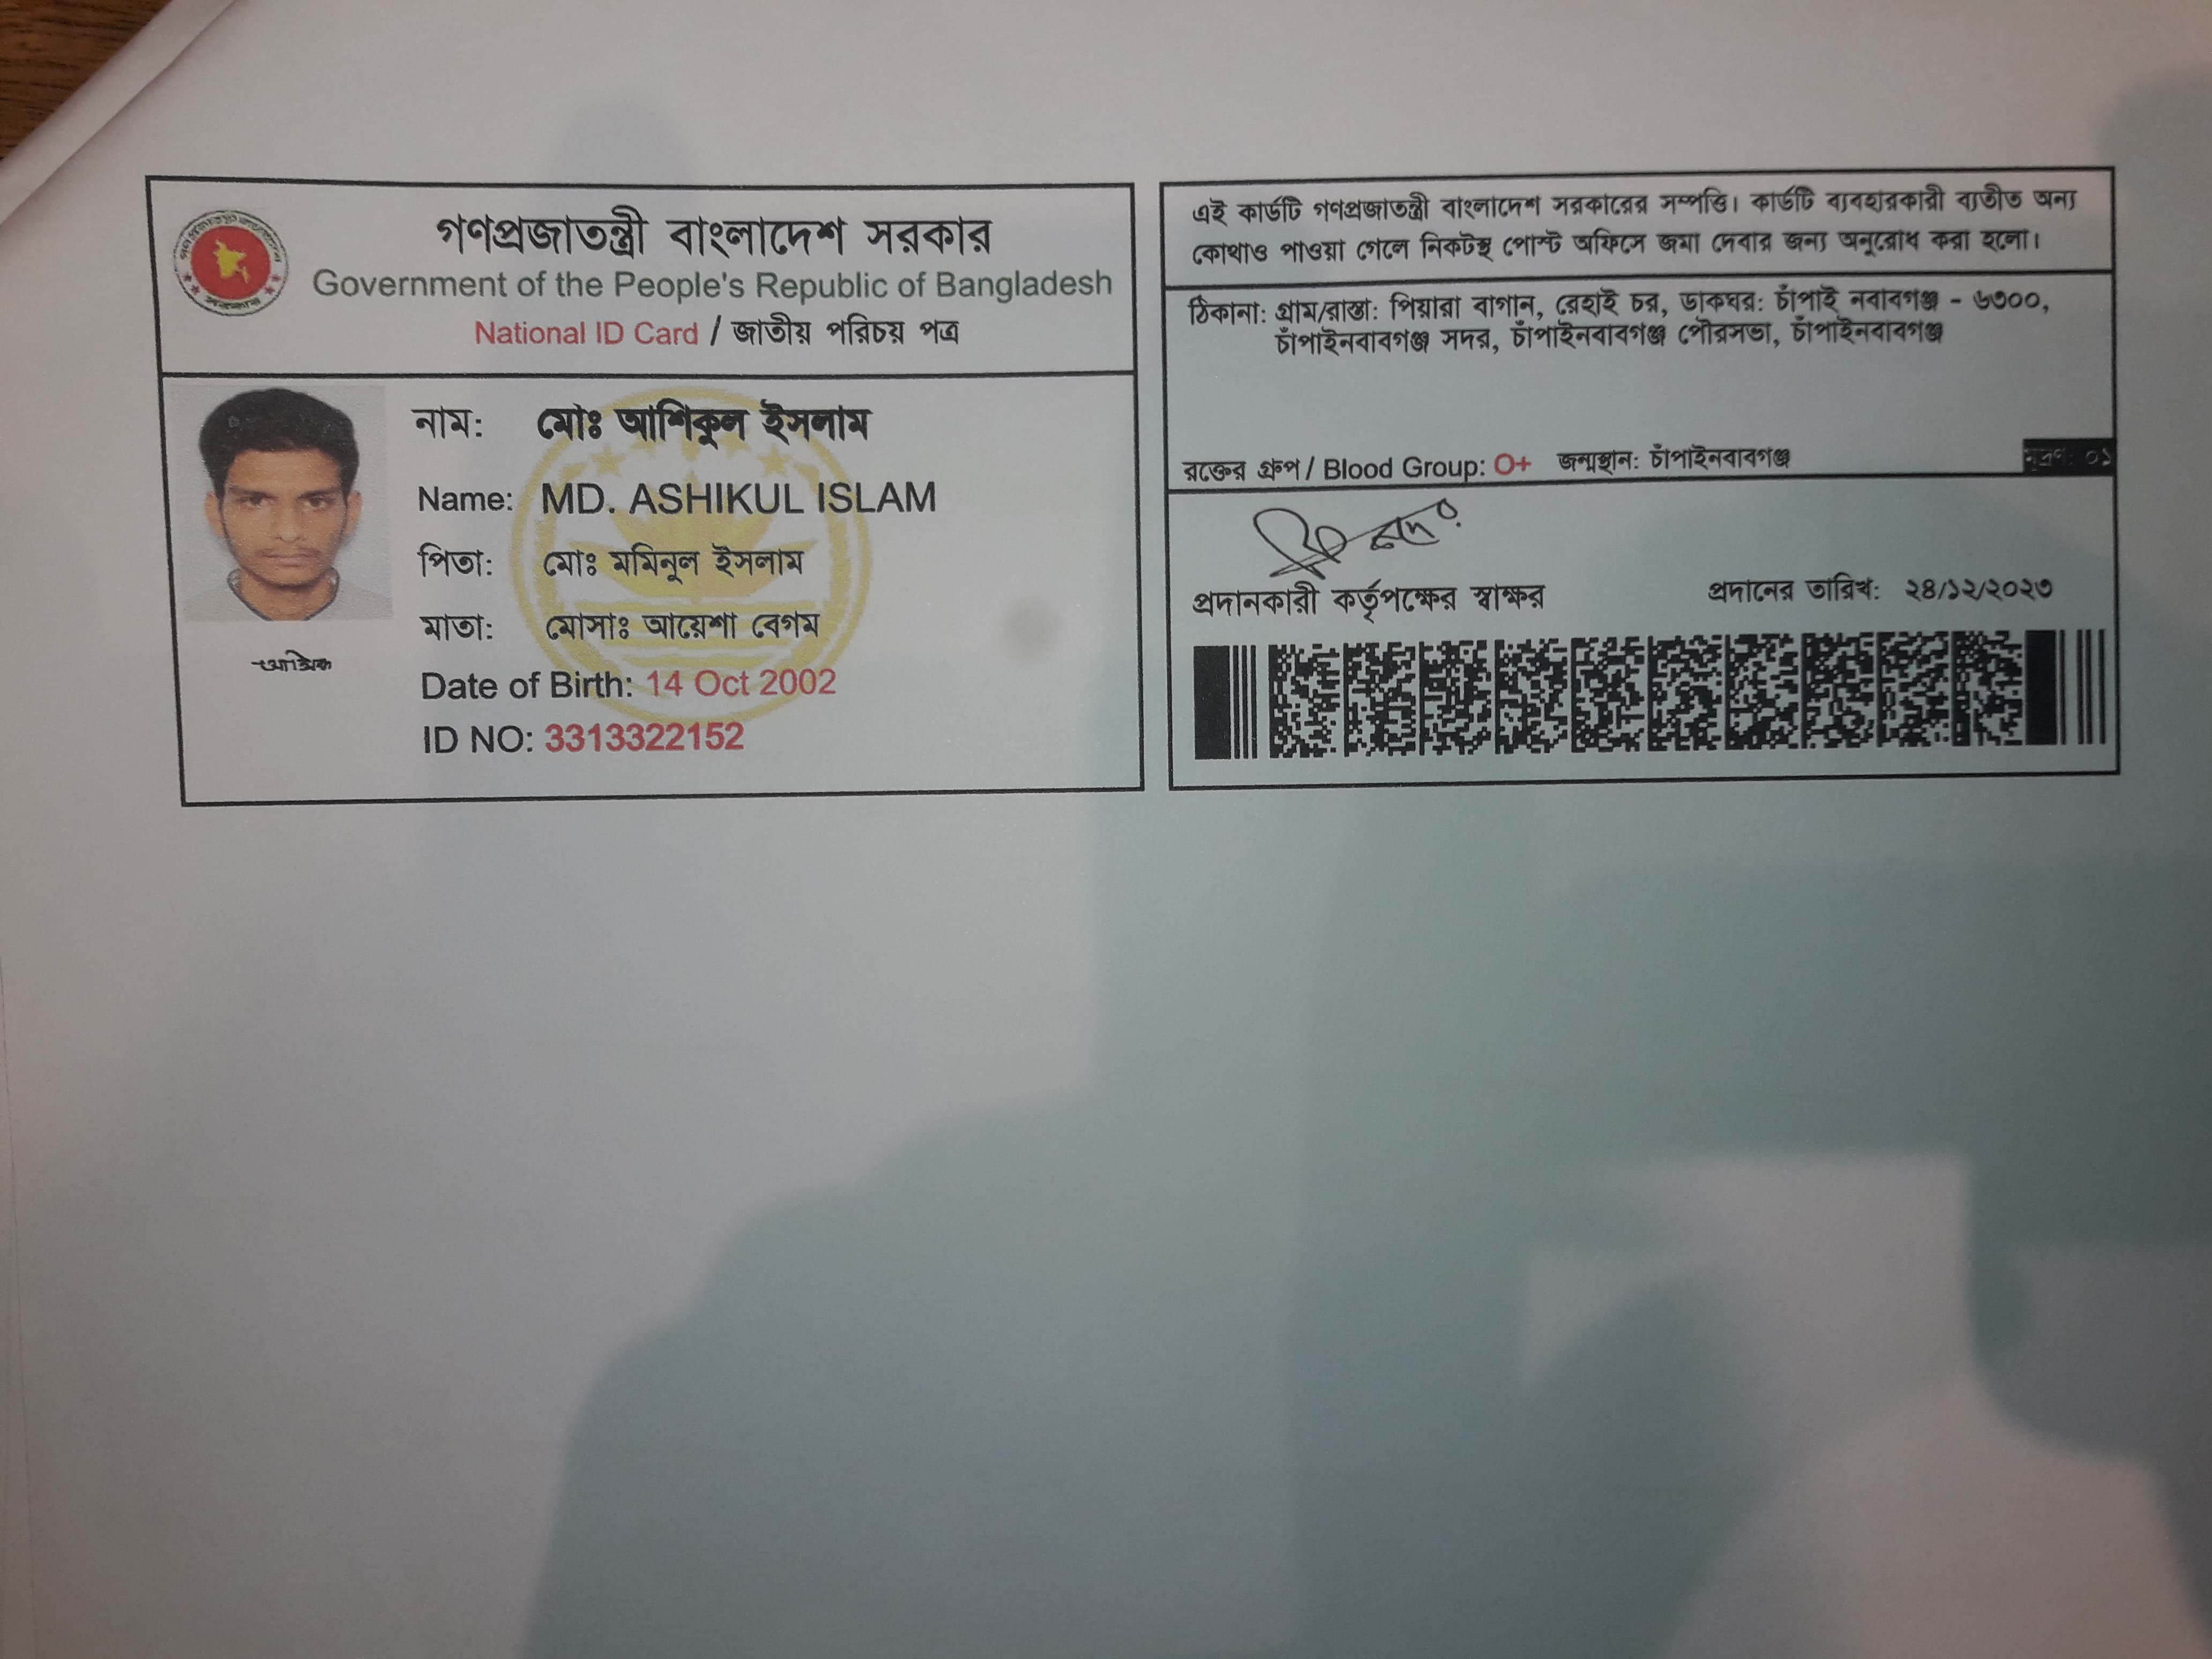 গণপ্রজাতন্ত্রী বাংলাদেশ সরকার
Government of the People's Republic of Bangladesh
National ID Card / জাতীয় পরিচয় পত্র
নাম: মোঃ আশিকুল ইসলাম
Name: MD. ASHIKUL ISLAM
পিতা: মোঃ মমিনুল ইসলাম
মাতা: মোসাঃ আয়েশা বেগম
Date of Birth: 14 Oct 2002
ID NO: 3313322152
এই কার্ডটি গণপ্রজাতন্ত্রী বাংলাদেশ সরকারের সম্পত্তি। কার্ডটি ব্যবহারকারী ব্যতীত অন্য
কোথাও পাওয়া গেলে নিকটস্থ পোস্ট অফিসে জমা দেবার জন্য অনুরোধ করা হলো।
ঠিকানা: গ্রাম/রাস্তা: পিয়ারা বাগান, রেহাই চর, ডাকঘর: চাঁপাই নবাবগঞ্জ - ৬৩০০,
চাঁপাইনবাবগঞ্জ সদর, চাঁপাইনবাবগঞ্জ পৌরসভা, চাঁপাইনবাবগঞ্জ
রক্তের গ্রুপ / Blood Group: O+ জন্মস্থান: চাঁপাইনবাবগঞ্জ
মুদ্রণ: ০১
প্রদানকারী কর্তৃপক্ষের স্বাক্ষর
প্রদানের তারিখ: ২৪/১২/২০২৩